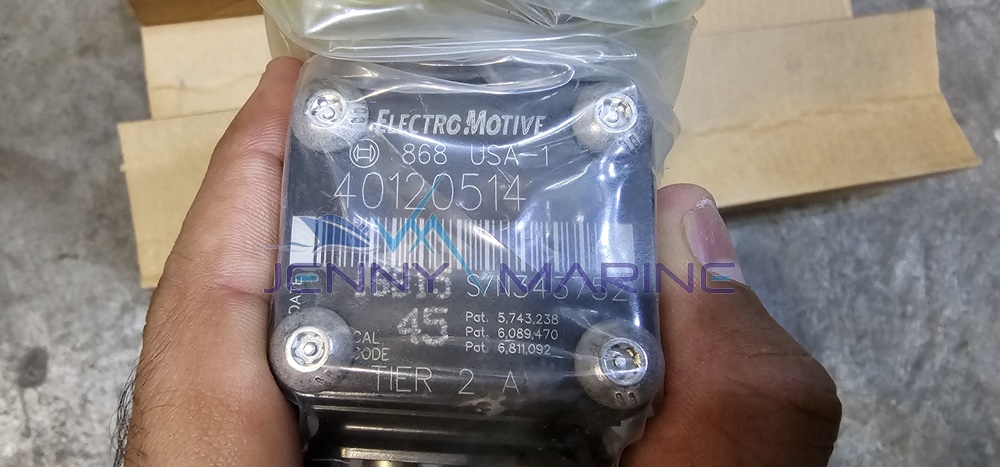 ELECTRO MOTIVE
868 USA-1
40120514
JENNY MARINE
DATE
S/N
CAL. CODE 45
Pat. 5,743,238
Pat. 6,089,470
Pat. 6,811,092
TIER 2 A